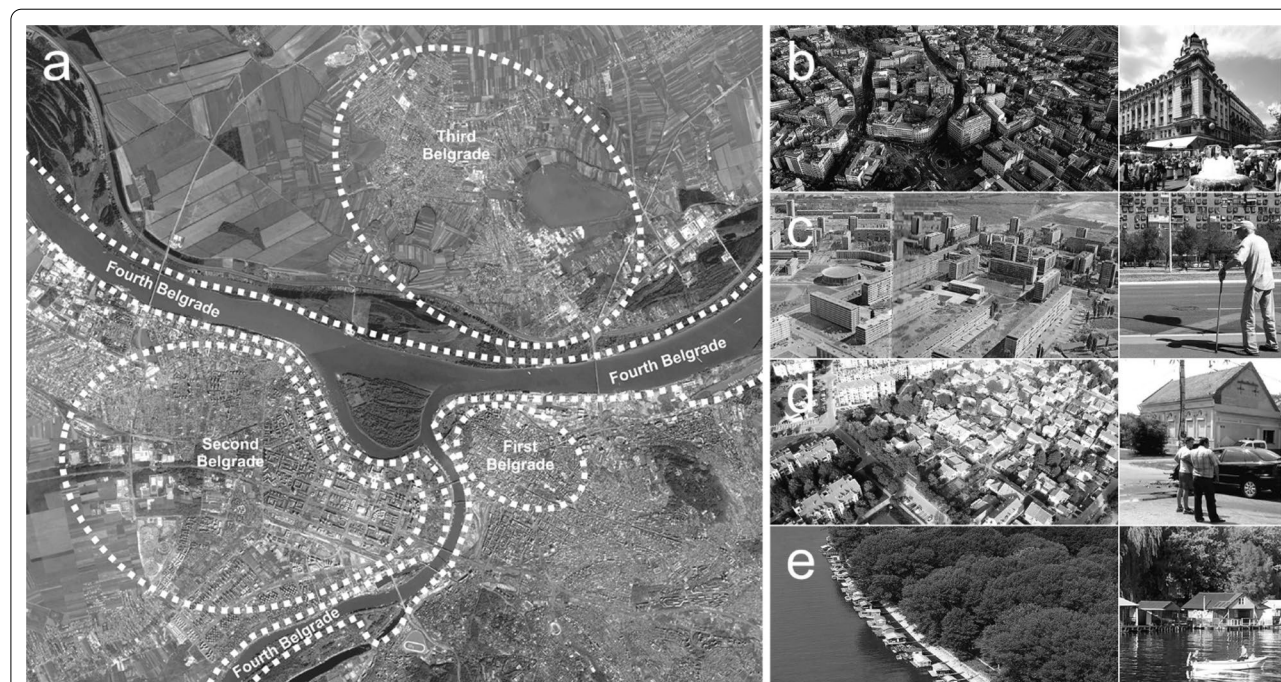 a
Third
Belgrade
Fourth Belgrade
Fourth Belgrade
Second
Belgrade
First
Belgrade
Fourth Belgrade
b
c
d
e